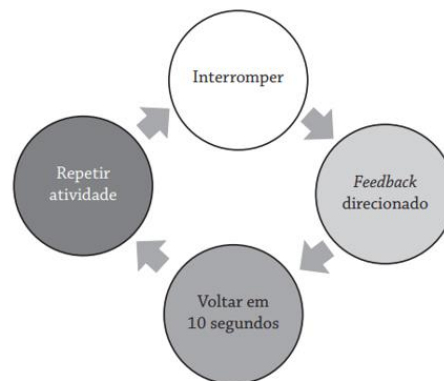 Interromper
Feedback
direcionado
Voltar em
10 segundos
Repetir
atividade